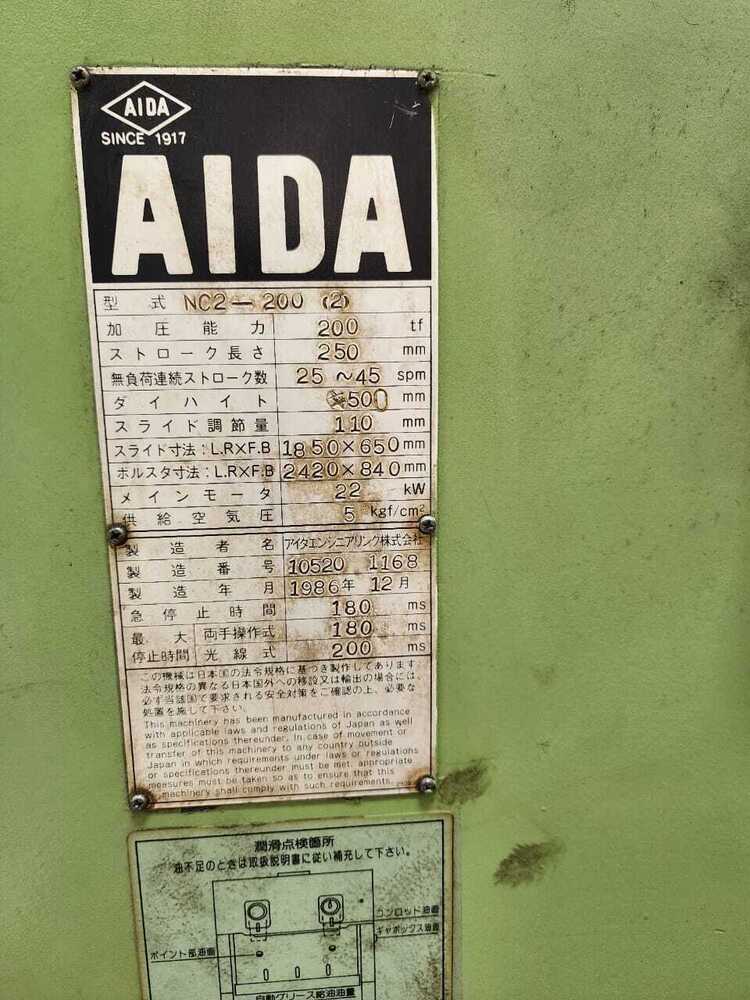 AIDA
SINCE 1917
AIDA
型式 NC2-200 (2)
加圧能力 200 tf
ストローク長さ 250 mm
無負荷連続ストローク数 25～45 spm
ダイハイト 500 mm
スライド調節量 110 mm
スライド寸法:L.R×F.B 1850×650 mm
ボルスタ寸法:L.R×F.B 2420×840 mm
メインモータ 22 kW
供給空気圧 5 kgf/cm²
製造者名 アイダエンジニアリング株式会社
製造番号 10520 1168
製造年月 1986年 12月
急停止時間 180 ms
最大停止時間 両手操作式 180 ms
光線式 200 ms
この機械は日本国の法令規格に基づき製作してあります。
法令規格の異なる日本国外への移設又は輸出の場合には、
必ず当該国で要求される安全対策をご確認の上、必要な
処置を施して下さい。
This machinery has been manufactured in accordance
with applicable laws and regulations of Japan as well
as specifications thereunder. In case of movement or
transfer of this machinery to any country outside
Japan in which requirements under laws or regulations
or specifications thereunder must be met, appropriate
measures must be taken so as to ensure that this
machinery shall comply with such requirements.
潤滑点検箇所
油不足のときは取扱説明書に従い補充して下さい。
コンロッド油面
ギャボックス油面
ポイント部油面
自動グリース給油油量